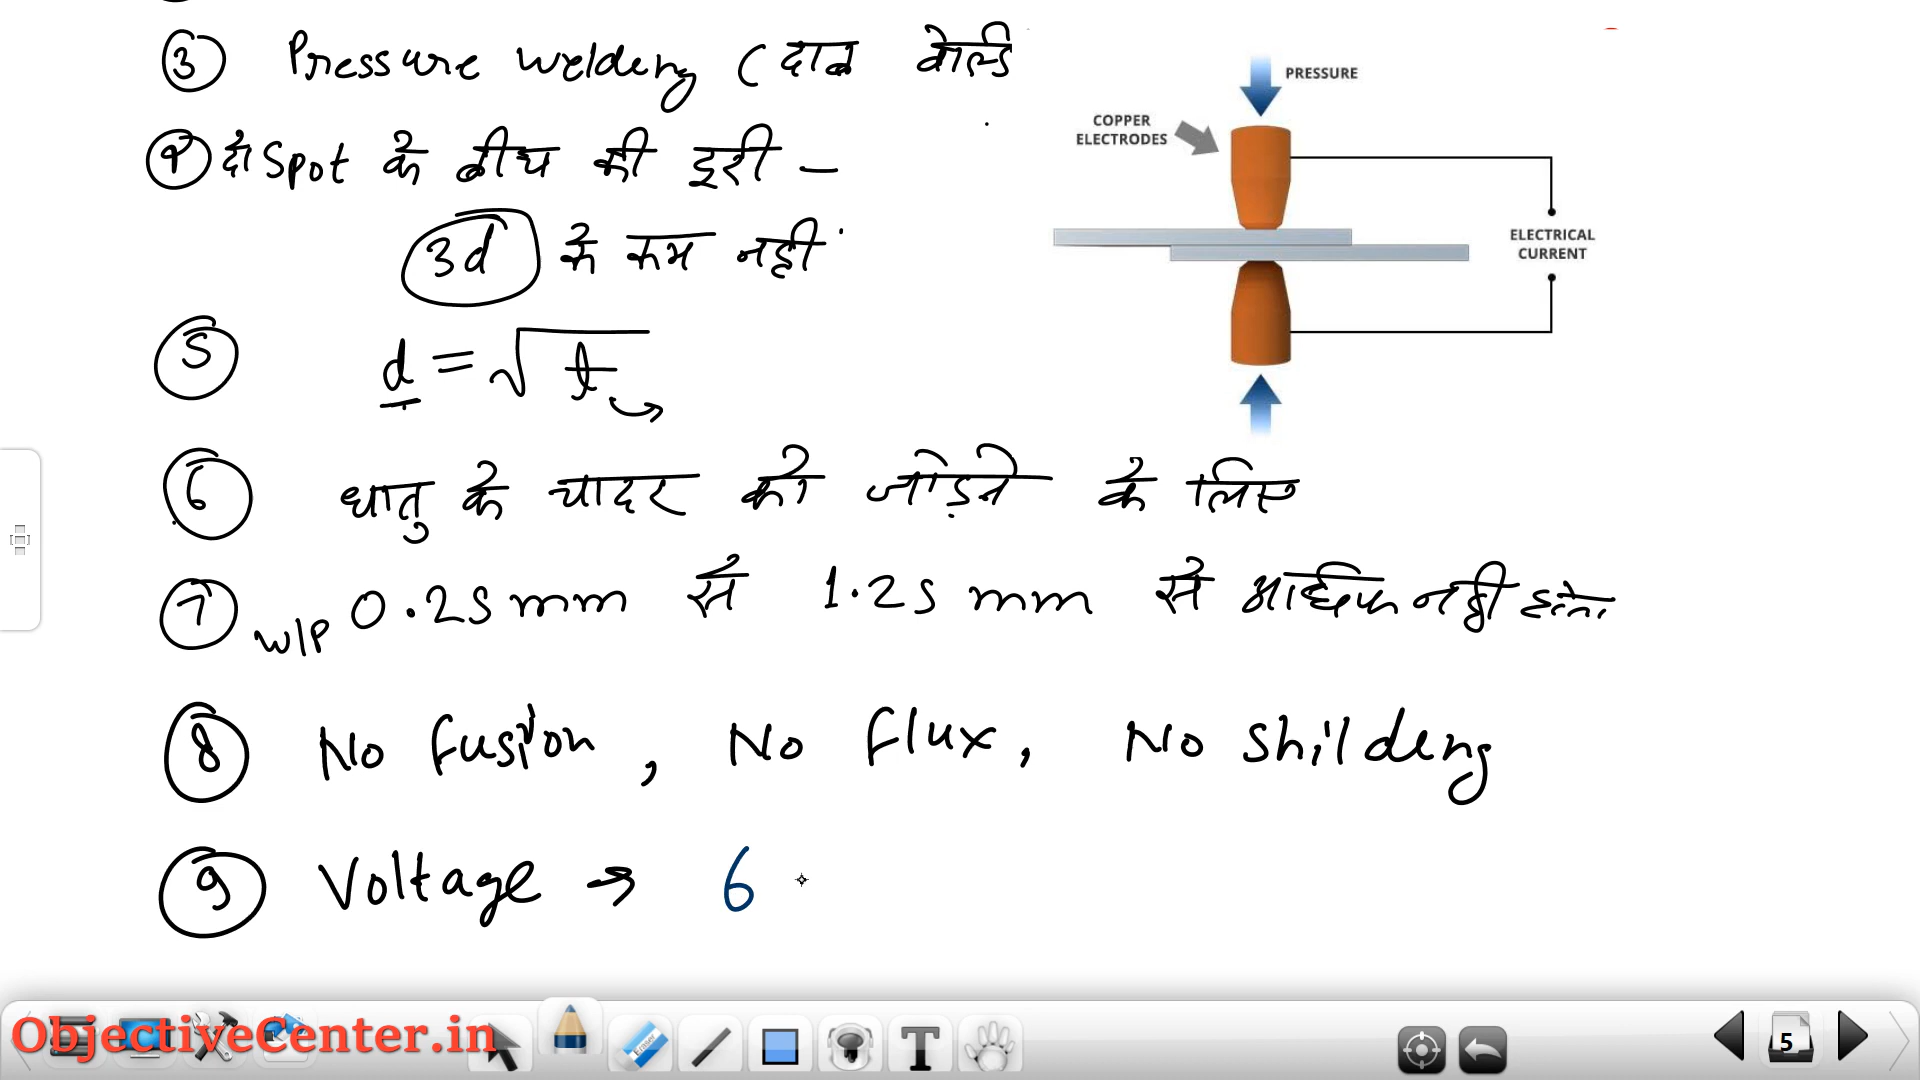 ③ Pressure welding (दाब वेल्डि
PRESSURE
COPPER
ELECTRODES
④ दो Spot के बीच की दूरी –
3d के कम नहीं
ELECTRICAL
CURRENT
⑤ d = √t
⑥ धातु के चादर को जोड़ने के लिए
⑦ W/P 0.25 mm से 1.25 mm से अधिक नही होता
⑧ No fusion, No flux, No shilding
⑨ Voltage → 6
ObjectiveCenter.in
Eraser
T
5